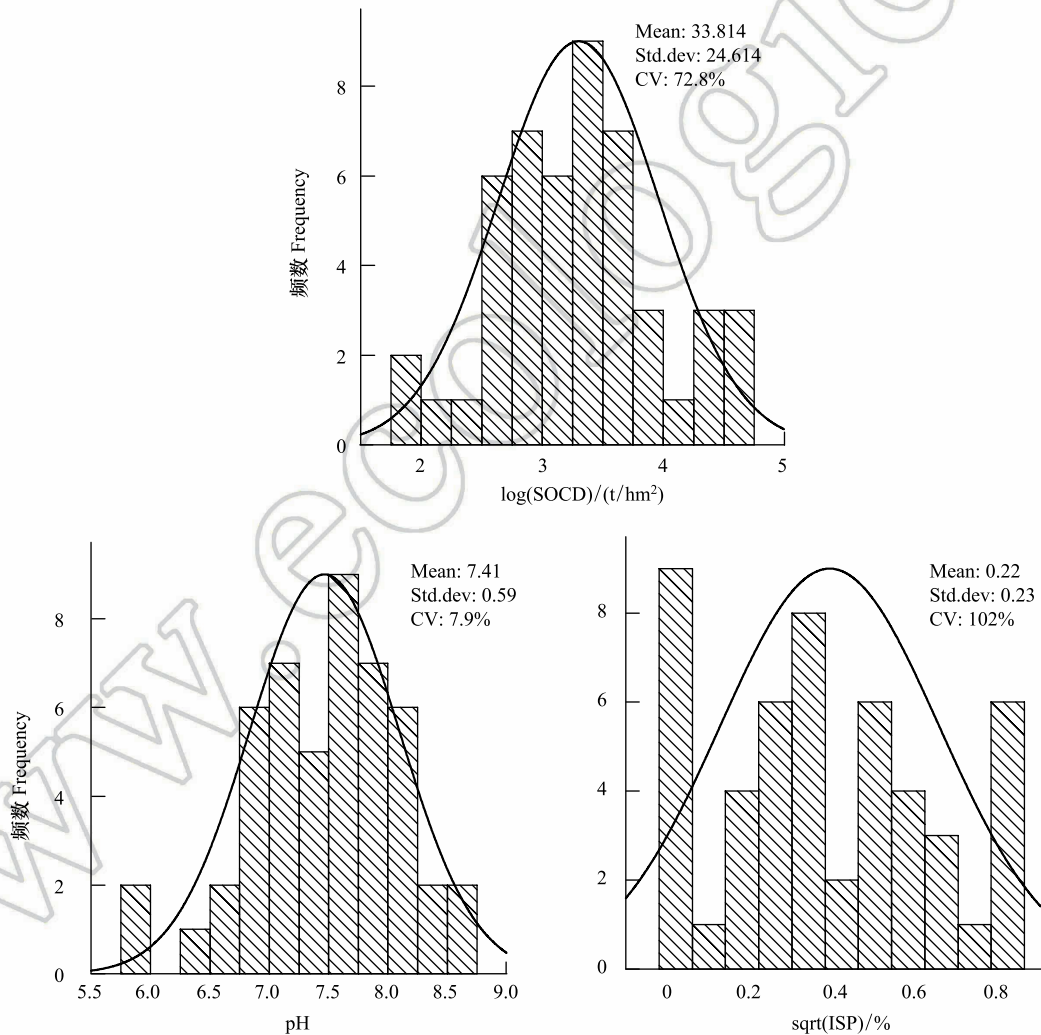 Mean: 33.814
Std.dev: 24.614
CV: 72.8%
8
6
4
2
0
频数 Frequency
2 3 4 5
log(SOCD)/(t/hm²)
Mean: 7.41
Std.dev: 0.59
CV: 7.9%
8
6
4
2
0
频数 Frequency
5.5 6.0 6.5 7.0 7.5 8.0 8.5 9.0
pH
Mean: 0.22
Std.dev: 0.23
CV: 102%
8
6
4
2
0
0 0.2 0.4 0.6 0.8
sqrt(ISP)/%